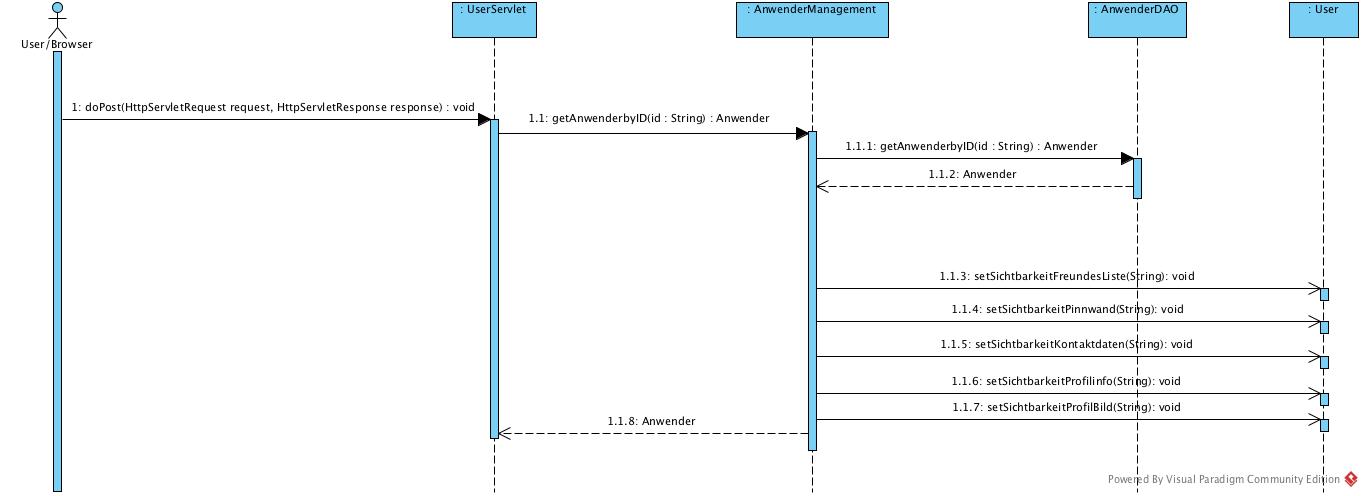 : UserServlet
: AnwenderManagement
: AnwenderDAO
: User
User/Browser
1: doPost(HttpServletRequest request, HttpServletResponse response) : void
1.1: getAnwenderbyID(id : String) : Anwender
1.1.1: getAnwenderbyID(id : String) : Anwender
1.1.2: Anwender
1.1.3: setSichtbarkeitFreundesListe(String): void
1.1.4: setSichtbarkeitPinnwand(String): void
1.1.5: setSichtbarkeitKontaktdaten(String): void
1.1.6: setSichtbarkeitProfilinfo(String): void
1.1.7: setSichtbarkeitProfilBild(String): void
1.1.8: Anwender
Powered By Visual Paradigm Community Edition